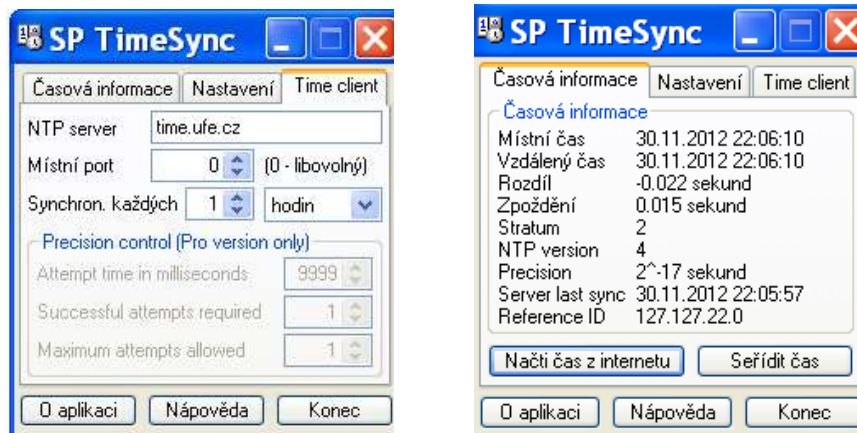 SP TimeSync
Časová informace Nastavení Time client
NTP server time.ufe.cz
Místní port 0 (0 - libovolný)
Synchron. každých 1 hodin
Precision control (Pro version only)
Attempt time in milliseconds 9999
Successful attempts required 1
Maximum attempts allowed 1
O aplikaci Nápověda Konec
SP TimeSync
Časová informace Nastavení Time client
Časová informace
Místní čas 30.11.2012 22:06:10
Vzdálený čas 30.11.2012 22:06:10
Rozdíl -0.022 sekund
Zpoždění 0.015 sekund
Stratum 2
NTP version 4
Precision 2^-17 sekund
Server last sync 30.11.2012 22:05:57
Reference ID 127.127.22.0
Načti čas z internetu Seřídit čas
O aplikaci Nápověda Konec